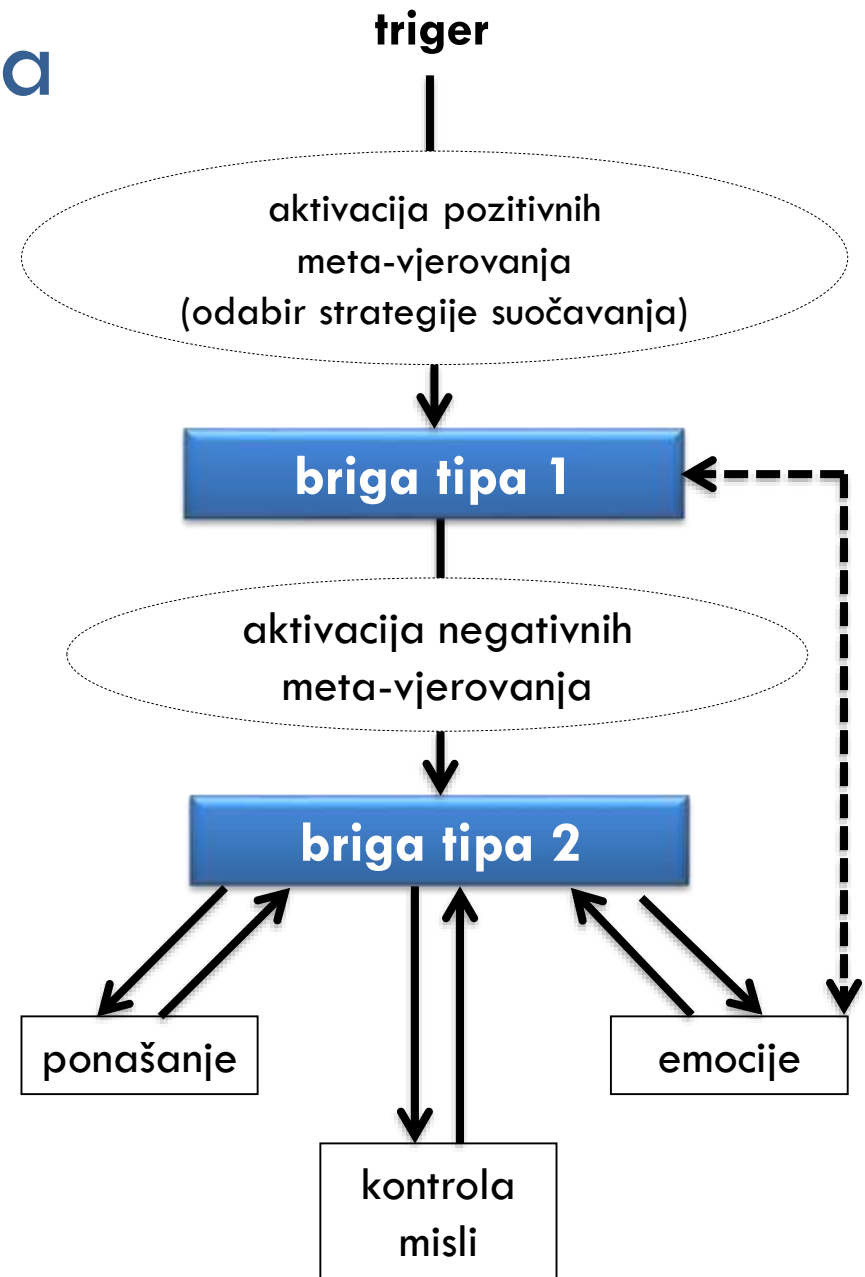 a
triger
aktivacija pozitivnih
meta-vjerovanja
(odabir strategije suočavanja)
briga tipa 1
aktivacija negativnih
meta-vjerovanja
briga tipa 2
ponašanje
emocije
kontrola
misli